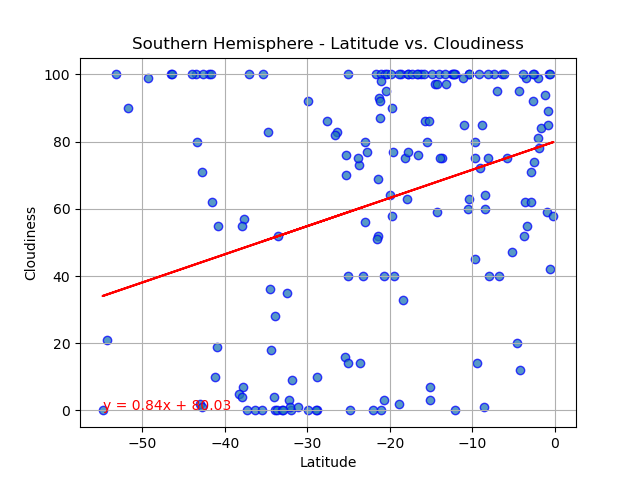 Southern Hemisphere - Latitude vs. Cloudiness
100
80
60
40
20
0
Cloudiness
y = 0.84x + 80.03
−50 −40 −30 −20 −10 0
Latitude